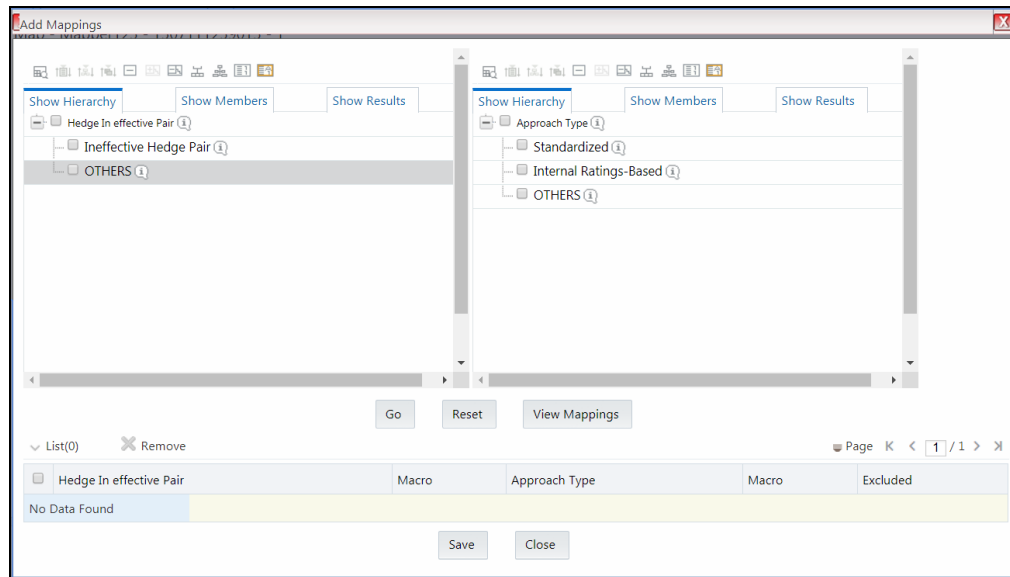 Add Mappings
X
Map - Mapper
Show Hierarchy
Show Members
Show Results
Hedge In effective Pair
Ineffective Hedge Pair
OTHERS
Show Hierarchy
Show Members
Show Results
Approach Type
Standardized
Internal Ratings-Based
OTHERS
Go Reset View Mappings
List(0) Remove Page 1 / 1
Hedge In effective Pair Macro Approach Type Macro Excluded
No Data Found
Save Close